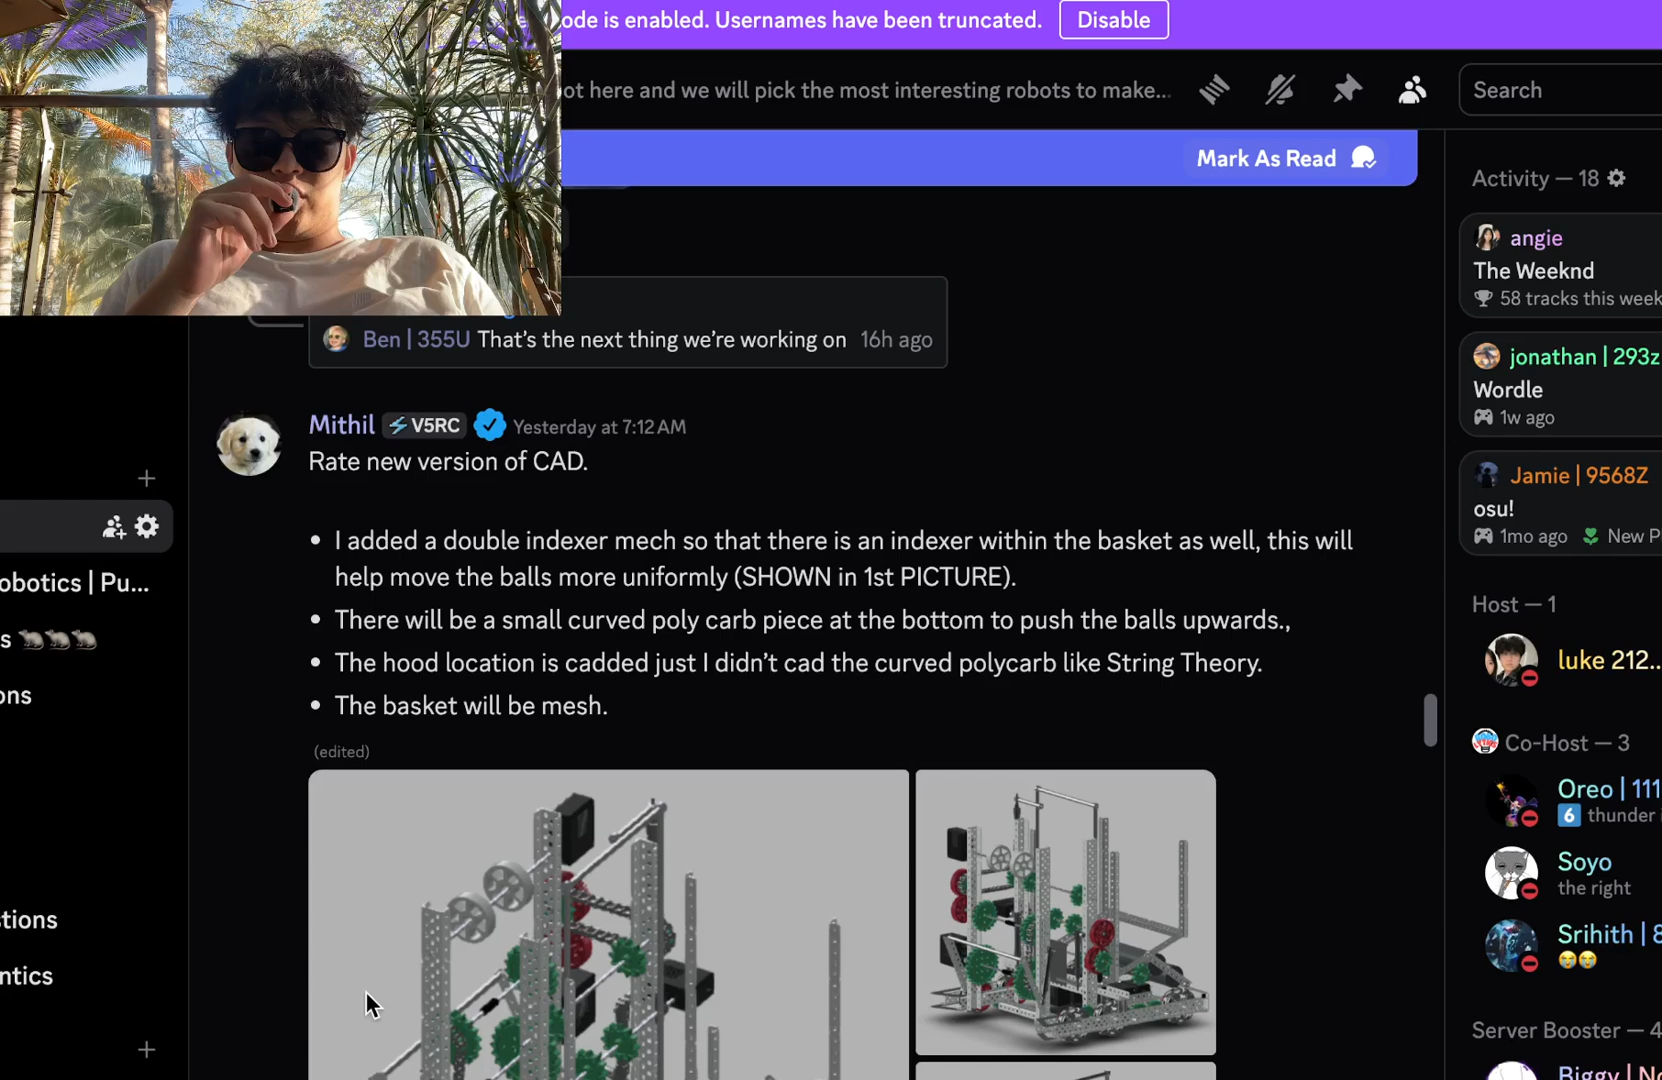 ode is enabled. Usernames have been truncated.
Disable
ot here and we will pick the most interesting robots to make...
Search
Mark As Read
Activity — 18
angie
The Weeknd
58 tracks this week
Ben | 355U That's the next thing we're working on 16h ago
jonathan | 293z
Wordle
1w ago
Mithil V5RC Yesterday at 7:12 AM
Rate new version of CAD.
Jamie | 9568Z
osu!
1mo ago New P
• I added a double indexer mech so that there is an indexer within the basket as well, this will
help move the balls more uniformly (SHOWN in 1st PICTURE).
• There will be a small curved poly carb piece at the bottom to push the balls upwards.,
• The hood location is cadded just I didn't cad the curved polycarb like String Theory.
• The basket will be mesh.
(edited)
obotics | Pu...
s 🐀🐀🐀
ons
stions
ntics
Host — 1
luke 212...
Co-Host — 3
Oreo | 111
6 thunder
Soyo
the right
Srihith | 8
😭😭
Server Booster — 4